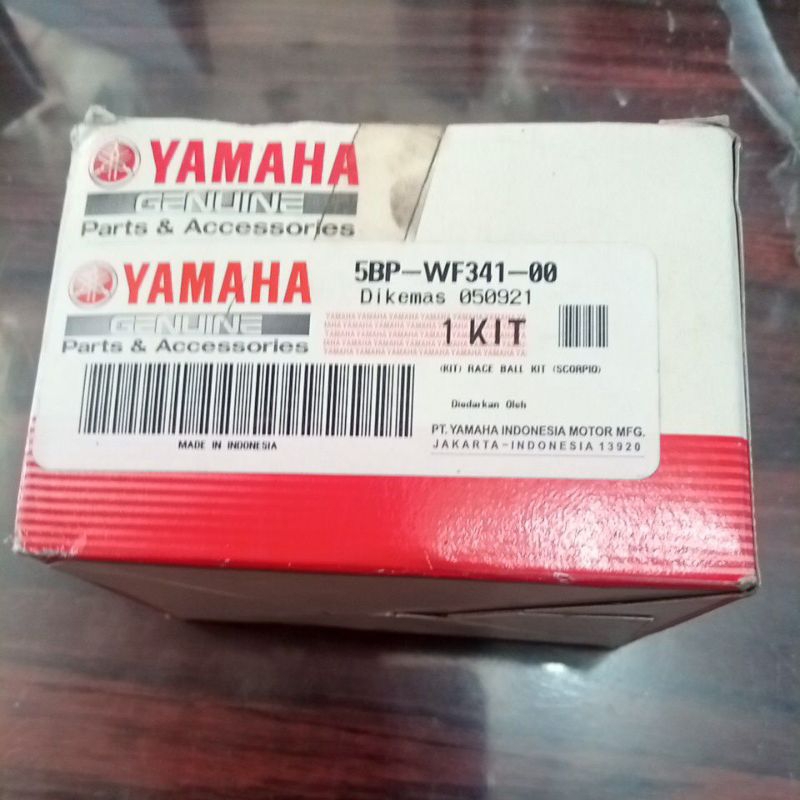 YAMAHA
GENUINE
Parts & Accessories
YAMAHA
GENUINE
Parts & Accessories
MADE IN INDONESIA
5BP-WF341-00
Dikemas 050921
1 KIT
(KIT) RACE BALL KIT (SCORPIO)
Diedarkan Oleh
PT. YAMAHA INDONESIA MOTOR MFG.
JAKARTA-INDONESIA 13920